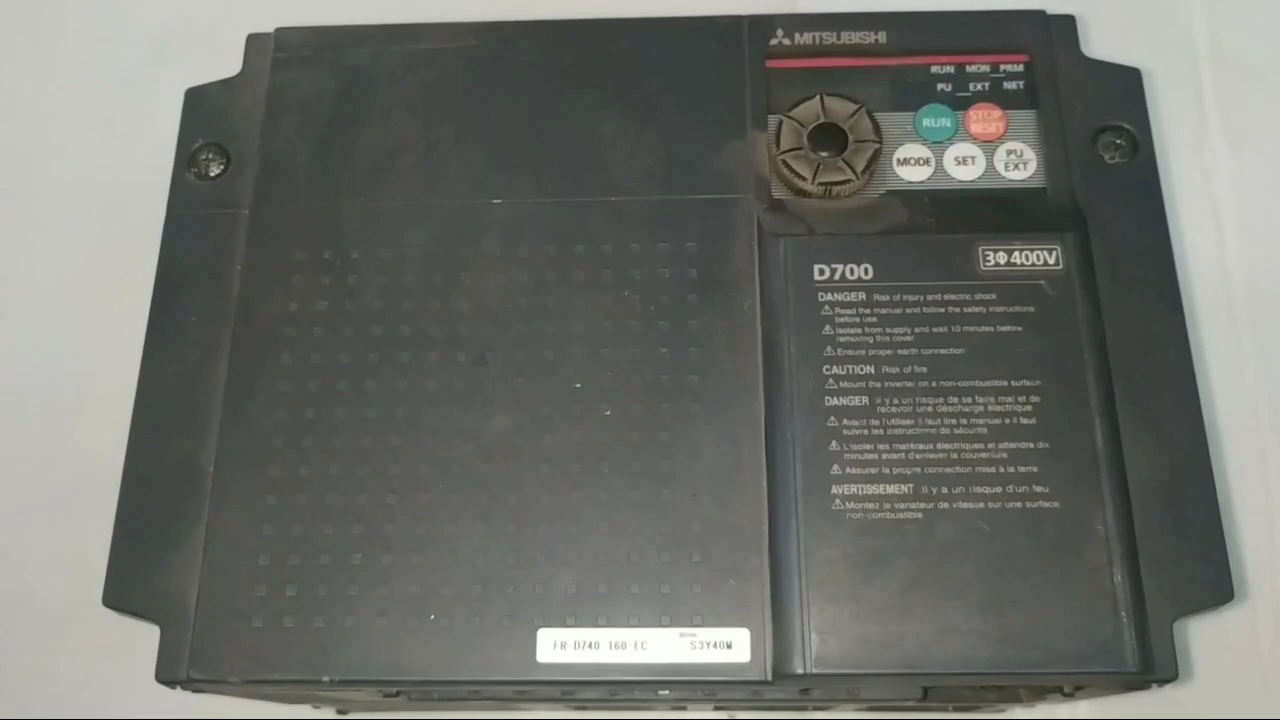 MITSUBISHI
RUN MON PRM
PU EXT NET
RUN
STOP
RESET
MODE
SET
PU
EXT
D700
3Φ400V
DANGER Risk of injury and electric shock
Read the manual and follow the safety instructions
before use
Isolate from supply and wait 10 minutes before
removing this cover
Ensure proper earth connection
CAUTION Risk of fire
Mount the inverter on a non-combustible surface
DANGER il y a un risque de se faire mal et de
recevoir une décharge électrique
Avant de l'utiliser il faut lire le manuel e il faut
suivre les instructions de sécurité
L'isoler les matéraux électriques et attendre dix
minutes avant d'enlever la couverture
Assurar la propre connection mise à la terre
AVERTISSEMENT il y a un risque d'un feu
Montez le variateur de vitesse sur une surface
non-combustible
FR-D740 160 EC S3Y40W